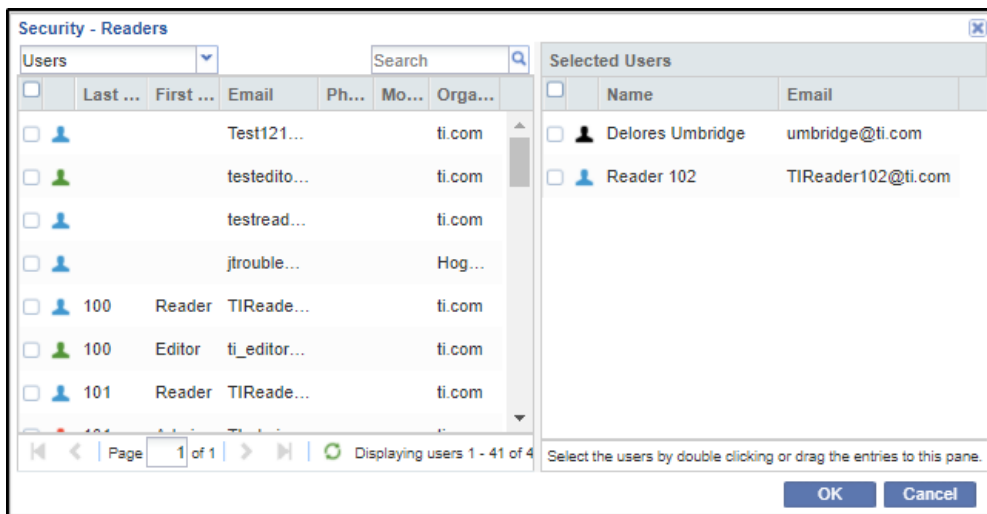 Security - Readers
Users
Search
Last ... First ... Email Ph... Mo... Orga...
Test121... ti.com
testedito... ti.com
testread... ti.com
jtrouble... Hog...
100 Reader TIReade... ti.com
100 Editor ti_editor... ti.com
101 Reader TIReade... ti.com
Page 1 of 1 Displaying users 1 - 41 of 4
Selected Users
Name Email
Delores Umbridge umbridge@ti.com
Reader 102 TIReader102@ti.com
Select the users by double clicking or drag the entries to this pane.
OK Cancel